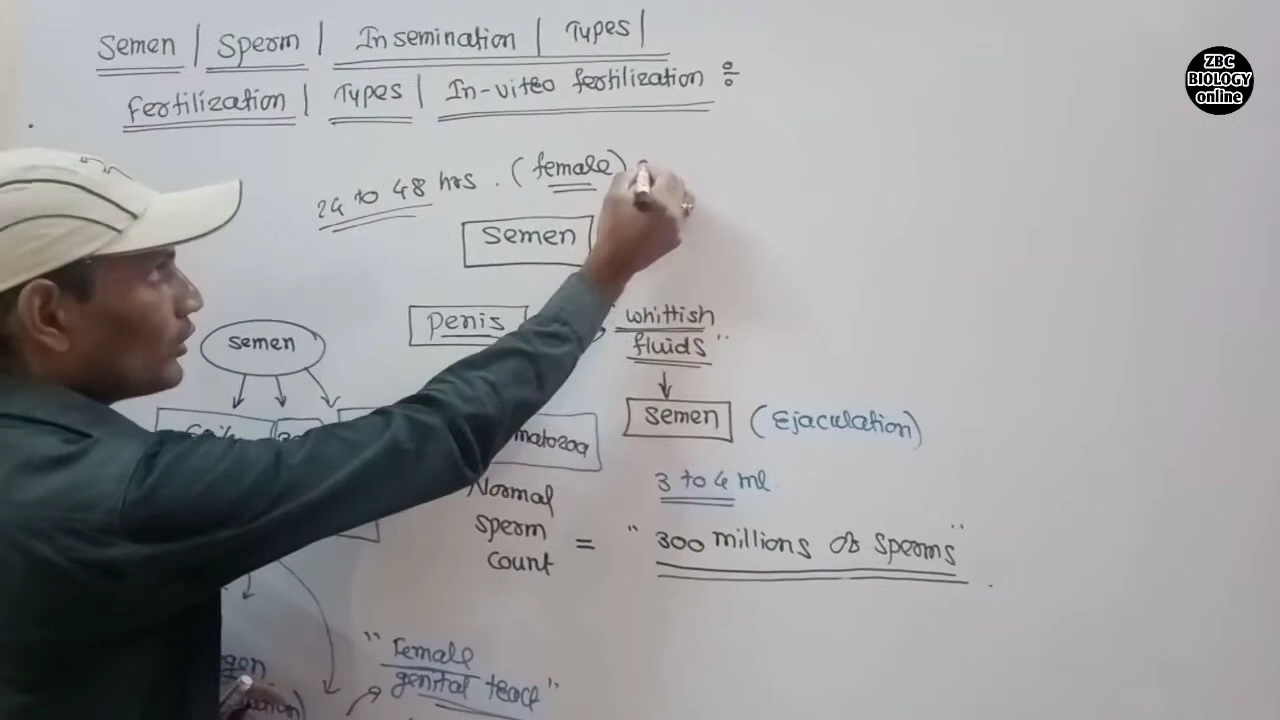 Semen | Sperm | Insemination | Types |
Fertilization | Types | In-vitro fertilization ÷
ZBC
BIOLOGY
online
24 to 48 hrs . (female)
Semen
Penis
" whittish
fluids "
semen
semen (Ejaculation)
matozoa
3 to 4 ml
Normal
sperm
count = " 300 millions of sperms "
" Female
genital tract "
gen